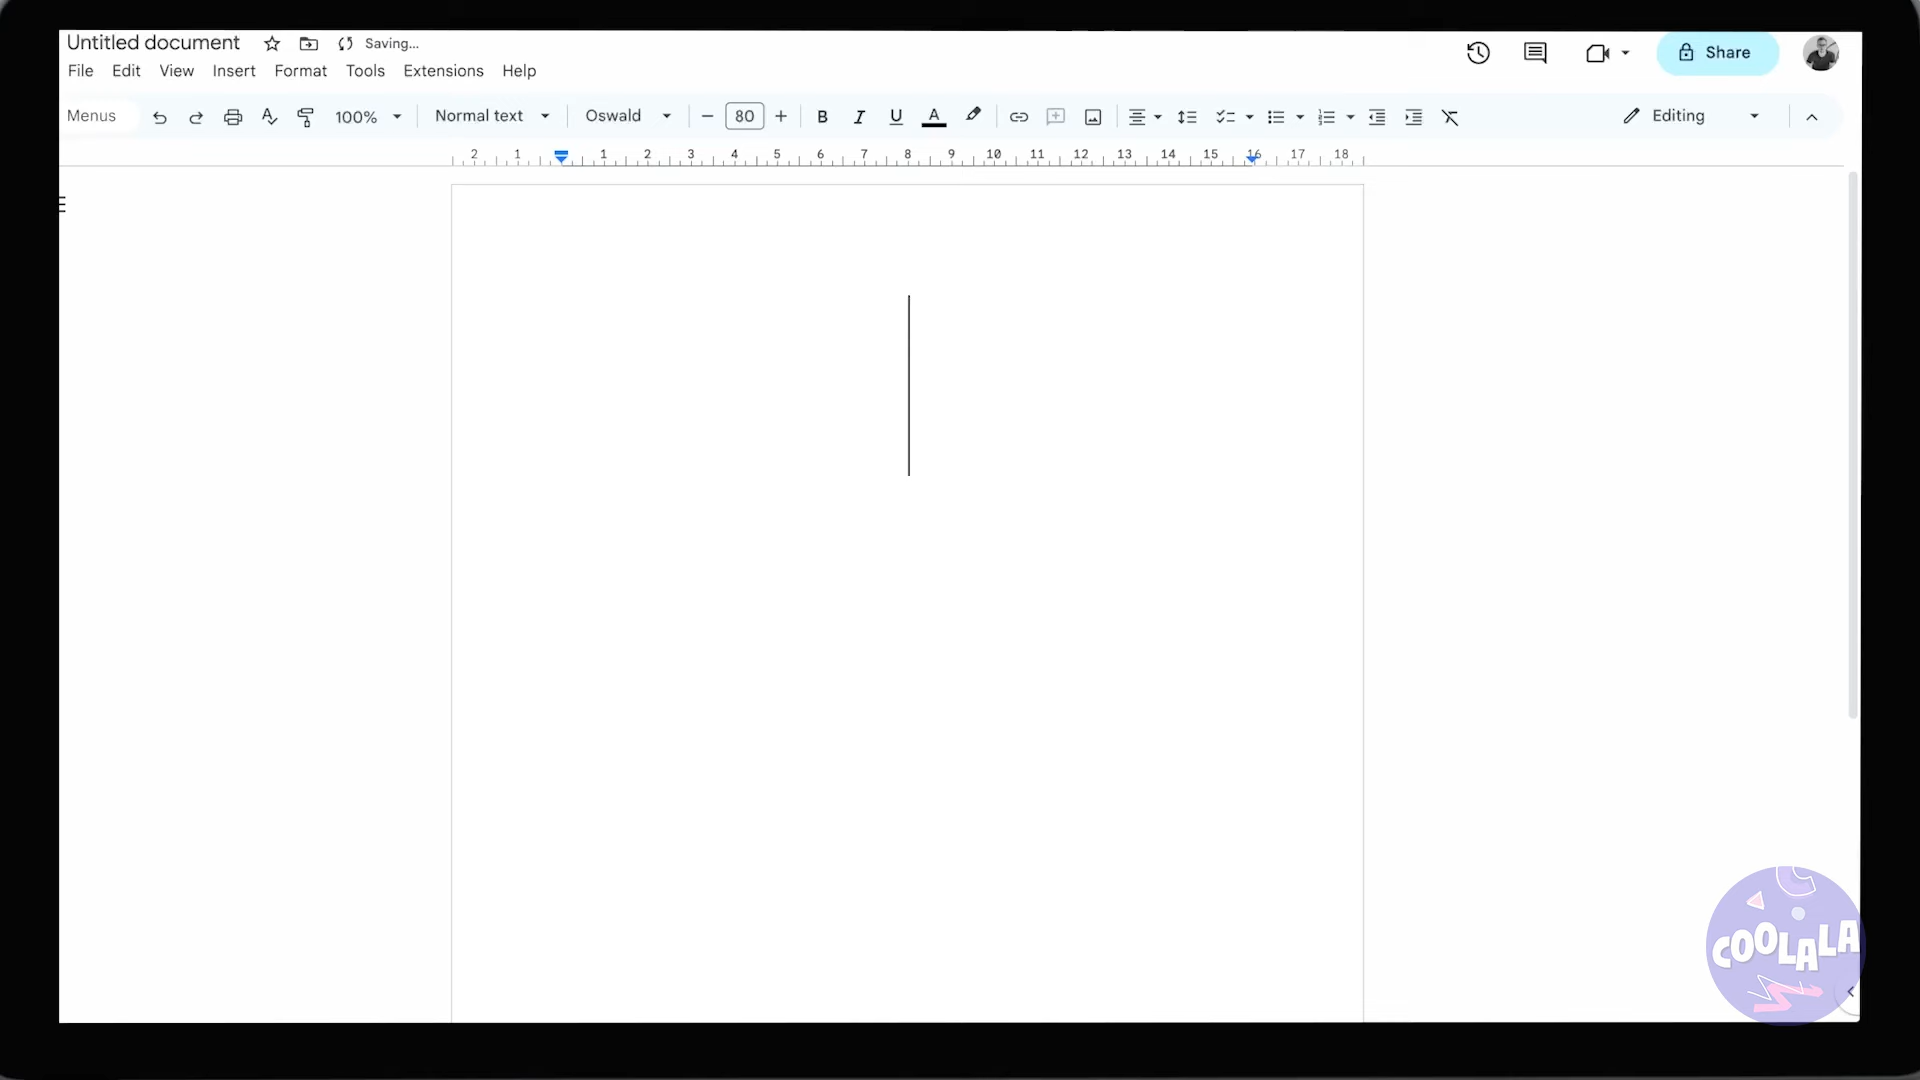 Untitled document Saving...
File Edit View Insert Format Tools Extensions Help
Share
Menus 100% Normal text Oswald 80 B I U A Editing
2 1 1 2 3 4 5 6 7 8 9 10 11 12 13 14 15 16 17 18
COOLALA